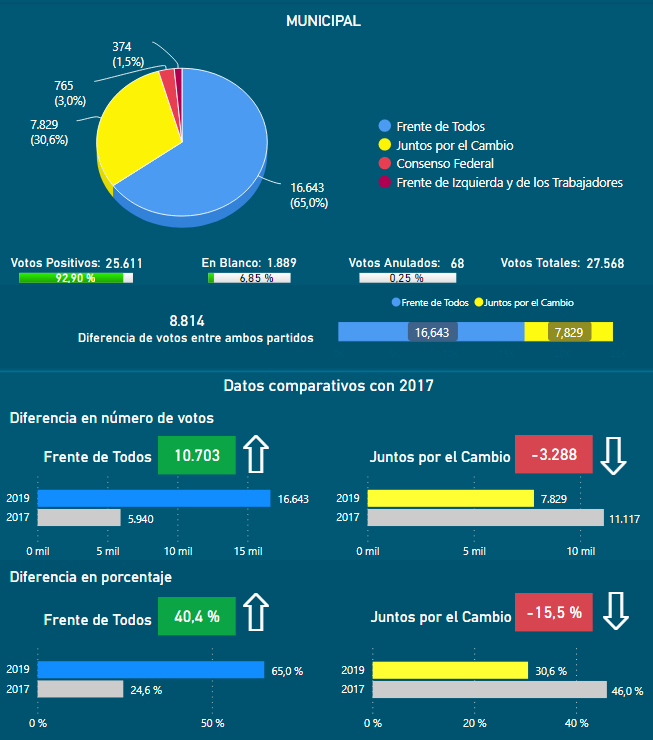 MUNICIPAL
374
(1,5%)
765
(3,0%)
7.829
(30,6%)
16.643
(65,0%)
Frente de Todos
Juntos por el Cambio
Consenso Federal
Frente de Izquierda y de los Trabajadores
Votos Positivos: 25.611
92,90 %
En Blanco: 1.889
6,85 %
Votos Anulados: 68
0,25 %
Votos Totales: 27.568
8.814
Diferencia de votos entre ambos partidos
Frente de Todos Juntos por el Cambio
16,643 7,829
Datos comparativos con 2017
Diferencia en número de votos
Frente de Todos 10.703
2019 16.643
2017 5.940
0 mil 5 mil 10 mil 15 mil
Juntos por el Cambio -3.288
2019 7.829
2017 11.117
0 mil 5 mil 10 mil
Diferencia en porcentaje
Frente de Todos 40,4 %
2019 65,0 %
2017 24,6 %
0 % 50 %
Juntos por el Cambio -15,5 %
2019 30,6 %
2017 46,0 %
0 % 20 % 40 %